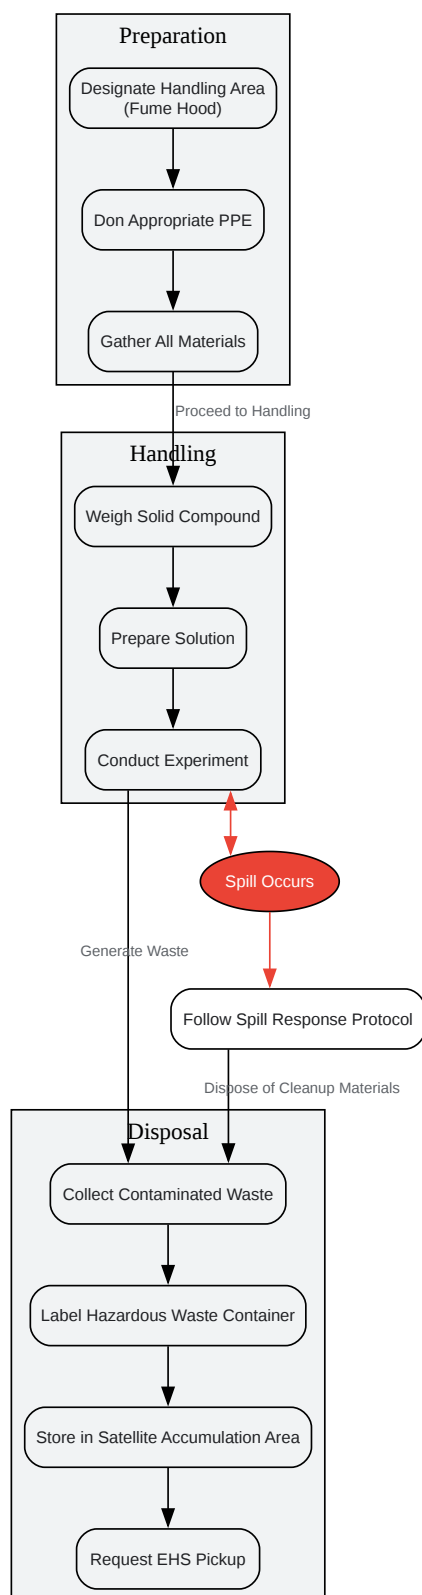 Preparation
Designate Handling Area
(Fume Hood)
Don Appropriate PPE
Gather All Materials
Proceed to Handling
Handling
Weigh Solid Compound
Prepare Solution
Conduct Experiment
Spill Occurs
Generate Waste
Follow Spill Response Protocol
Dispose of Cleanup Materials
Disposal
Collect Contaminated Waste
Label Hazardous Waste Container
Store in Satellite Accumulation Area
Request EHS Pickup